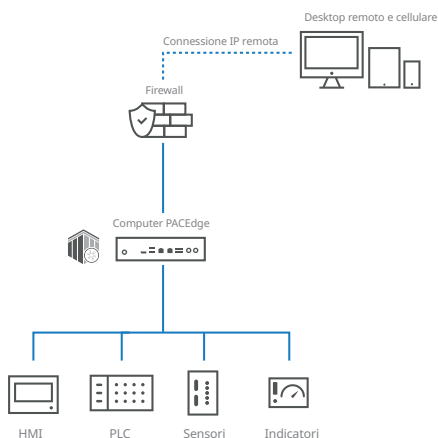 Desktop remoto e cellulare
Connessione IP remota
Firewall
Computer PACEdge
HMI
PLC
Sensori
Indicatori